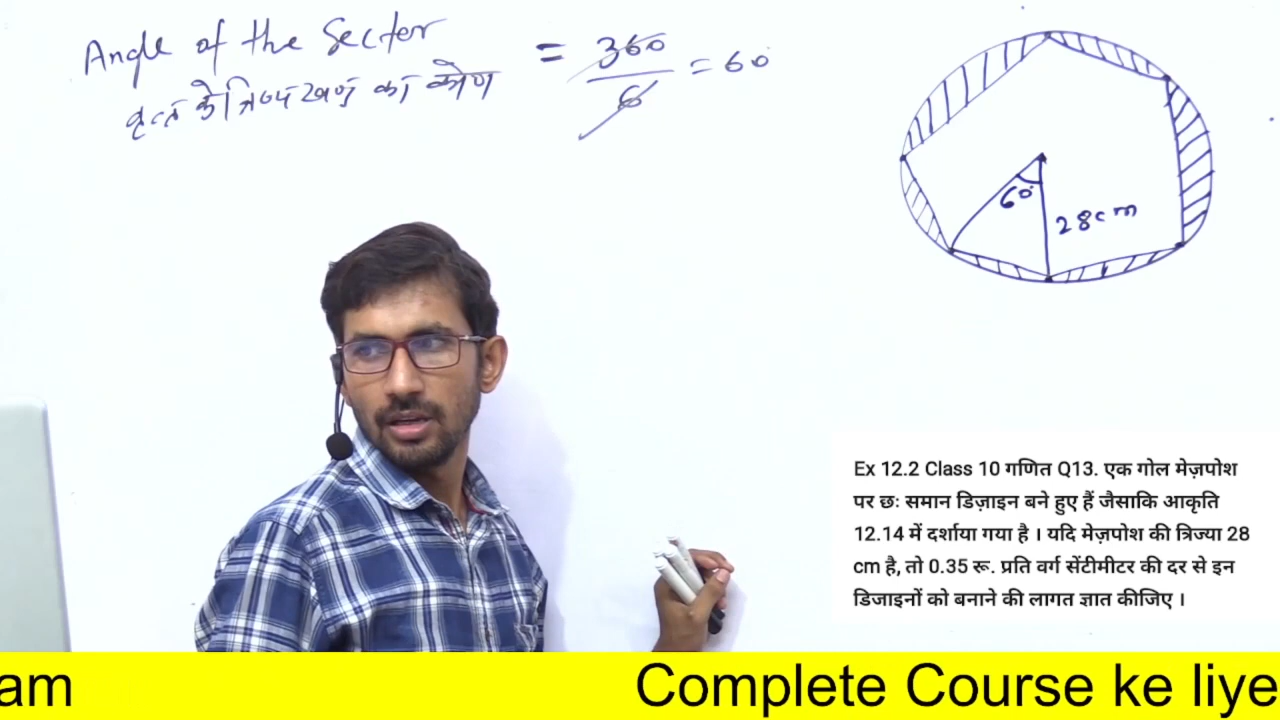 Angle of the Sector = 360/6 = 60°
वृत्त के त्रिज्यखण्ड का कोण
60°
28cm
Ex 12.2 Class 10 गणित Q13. एक गोल मेज़पोश
पर छः समान डिज़ाइन बने हुए हैं जैसाकि आकृति
12.14 में दर्शाया गया है । यदि मेज़पोश की त्रिज्या 28
cm है, तो 0.35 रू. प्रति वर्ग सेंटीमीटर की दर से इन
डिजाइनों को बनाने की लागत ज्ञात कीजिए ।
am Complete Course ke liye